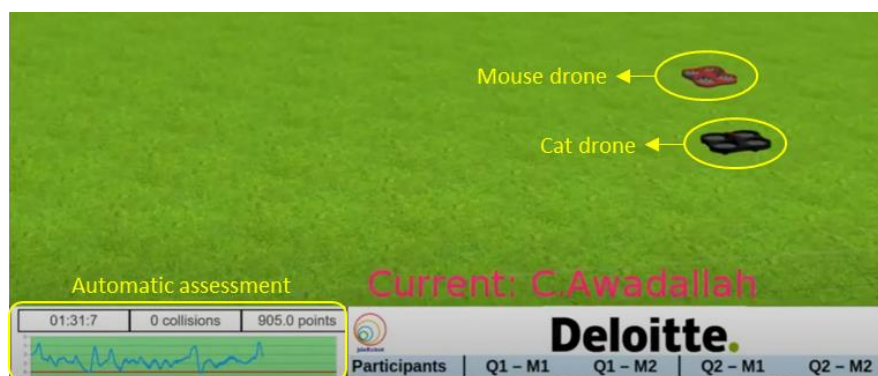 Mouse drone
Cat drone
Automatic assessment
Current: C.Awadallah
01:31:7 0 collisions 905.0 points
Deloitte.
Participants Q1 – M1 Q1 – M2 Q2 – M1 Q2 – M2